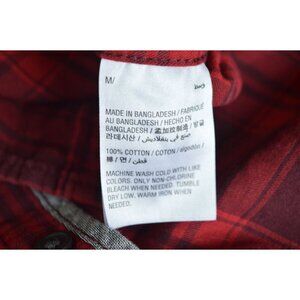 M/
MADE IN BANGLADESH / FABRIQUÉ
AU BANGLADESH / HECHO EN
BANGLADESH / 孟加拉制造 / 방글
라데시산 / صنع في بنغلاديش
100% COTTON / COTON / algodón /
棉 / 면 / قطن
MACHINE WASH COLD WITH LIKE
COLORS. ONLY NON-CHLORINE
BLEACH WHEN NEEDED. TUMBLE
DRY LOW. WARM IRON WHEN
NEEDED.